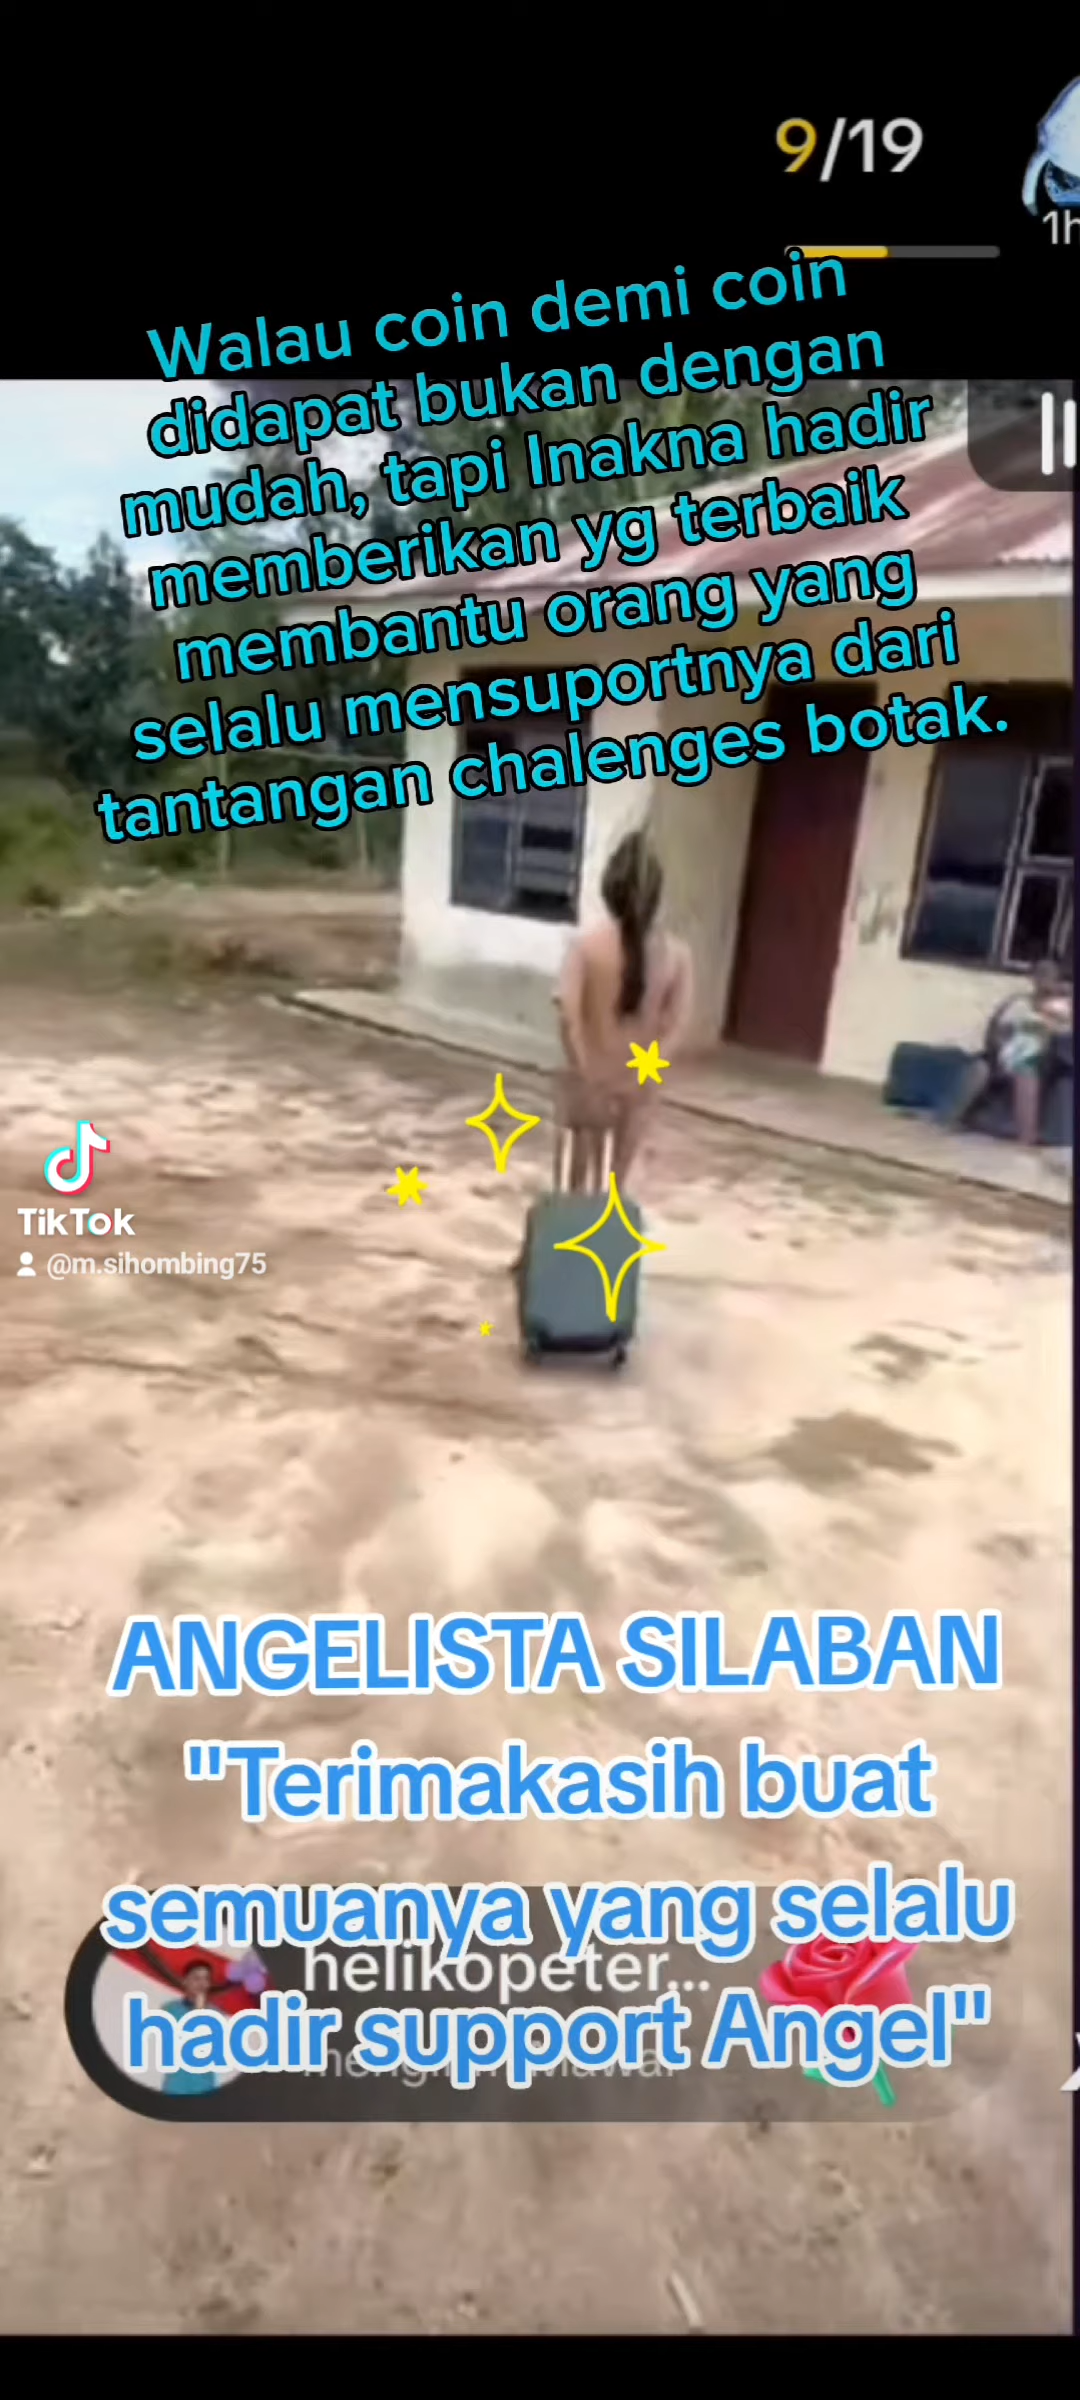 9/19
1h
Walau coin demi coin
didapat bukan dengan
mudah, tapi Inakna hadir
memberikan yg terbaik
membantu orang yang
selalu mensuportnya dari
tantangan chalenges botak.
TikTok
@m.sihombing75
ANGELISTA SILABAN
"Terimakasih buat
semuanya yang selalu
helikopeter...
hadir support Angel"